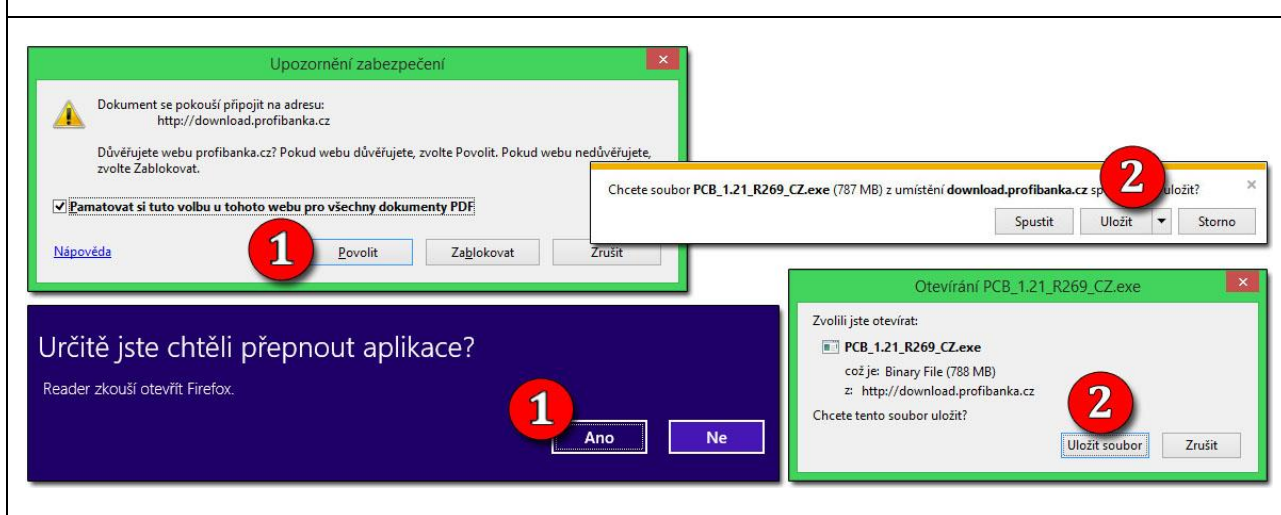 Upozornění zabezpečení
Dokument se pokouší připojit na adresu:
http://download.profibanka.cz
Důvěřujete webu profibanka.cz? Pokud webu důvěřujete, zvolte Povolit. Pokud webu nedůvěřujete,
zvolte Zablokovat.
Pamatovat si tuto volbu u tohoto webu pro všechny dokumenty PDF
Nápověda
1
Povolit
Zablokovat
Zrušit
Chcete soubor PCB_1.21_R269_CZ.exe (787 MB) z umístění download.profibanka.cz uložit?
2
Spustit
Uložit
Storno
Určitě jste chtěli přepnout aplikace?
Reader zkouší otevřít Firefox.
1
Ano
Ne
Otevírání PCB_1.21_R269_CZ.exe
Zvolili jste otevírat:
PCB_1.21_R269_CZ.exe
což je: Binary File (788 MB)
z: http://download.profibanka.cz
Chcete tento soubor uložit?
2
Uložit soubor
Zrušit